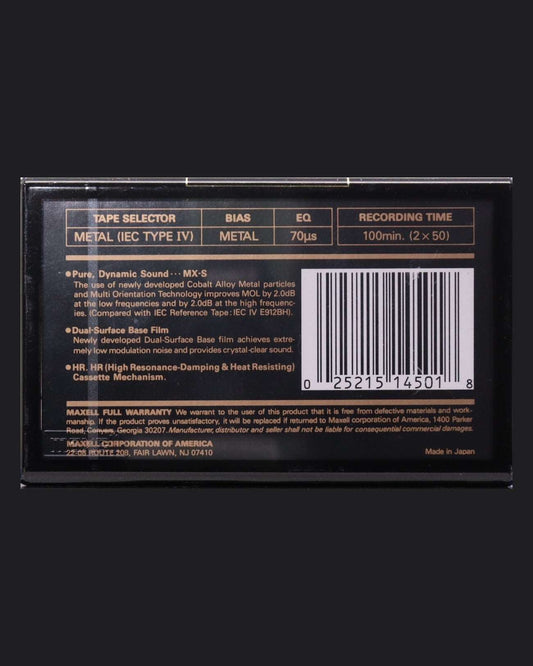 TAPE SELECTOR BIAS EQ RECORDING TIME
METAL (IEC TYPE IV) METAL 70µs 100min. (2×50)
●Pure, Dynamic Sound··· MX-S
The use of newly developed Cobalt Alloy Metal particles
and Multi Orientation Technology improves MOL by 2.0dB
at the low frequencies and by 2.0dB at the high frequenc-
ies. (Compared with IEC Reference Tape: IEC IV E912BH).
●Dual-Surface Base Film
Newly developed Dual-Surface Base film achieves extre-
mely low modulation noise and provides crystal-clear sound.
●HR. HR (High Resonance-Damping & Heat Resisting)
Cassette Mechanism.
0 25215 14501 8
MAXELL FULL WARRANTY We warrant to the user of this product that it is free from defective materials and work-
manship. If the product proves unsatisfactory, it will be replaced if returned to Maxell corporation of America, 1400 Parker
Road, Conyers, Georgia 30207. Manufacturer, distributor and seller shall not be liable for consequential commercial damages.
MAXELL CORPORATION OF AMERICA
22-08 ROUTE 208, FAIR LAWN, NJ 07410
Made in Japan